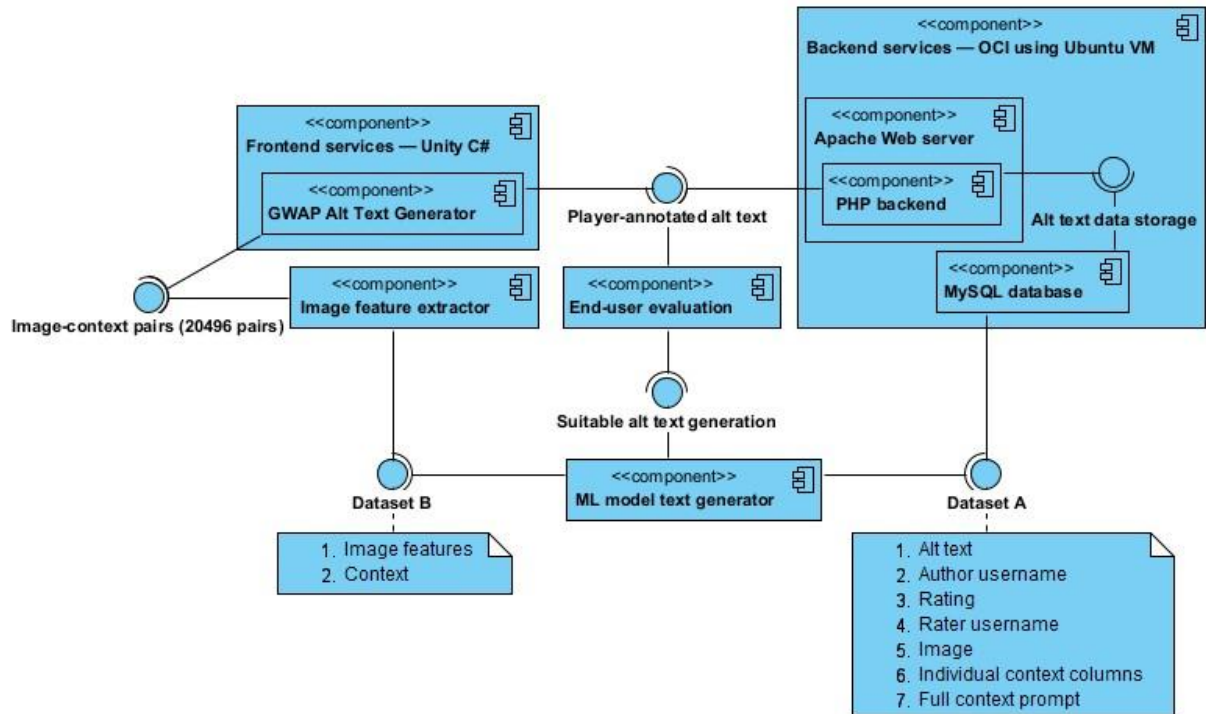 <<component>>
Backend services — OCI using Ubuntu VM
<<component>>
Frontend services — Unity C#
<<component>>
GWAP Alt Text Generator
Player-annotated alt text
<<component>>
Apache Web server
<<component>>
PHP backend
Alt text data storage
<<component>>
MySQL database
Image-context pairs (20496 pairs)
<<component>>
Image feature extractor
<<component>>
End-user evaluation
Suitable alt text generation
Dataset B
<<component>>
ML model text generator
Dataset A
1. Image features
2. Context
1. Alt text
2. Author username
3. Rating
4. Rater username
5. Image
6. Individual context columns
7. Full context prompt